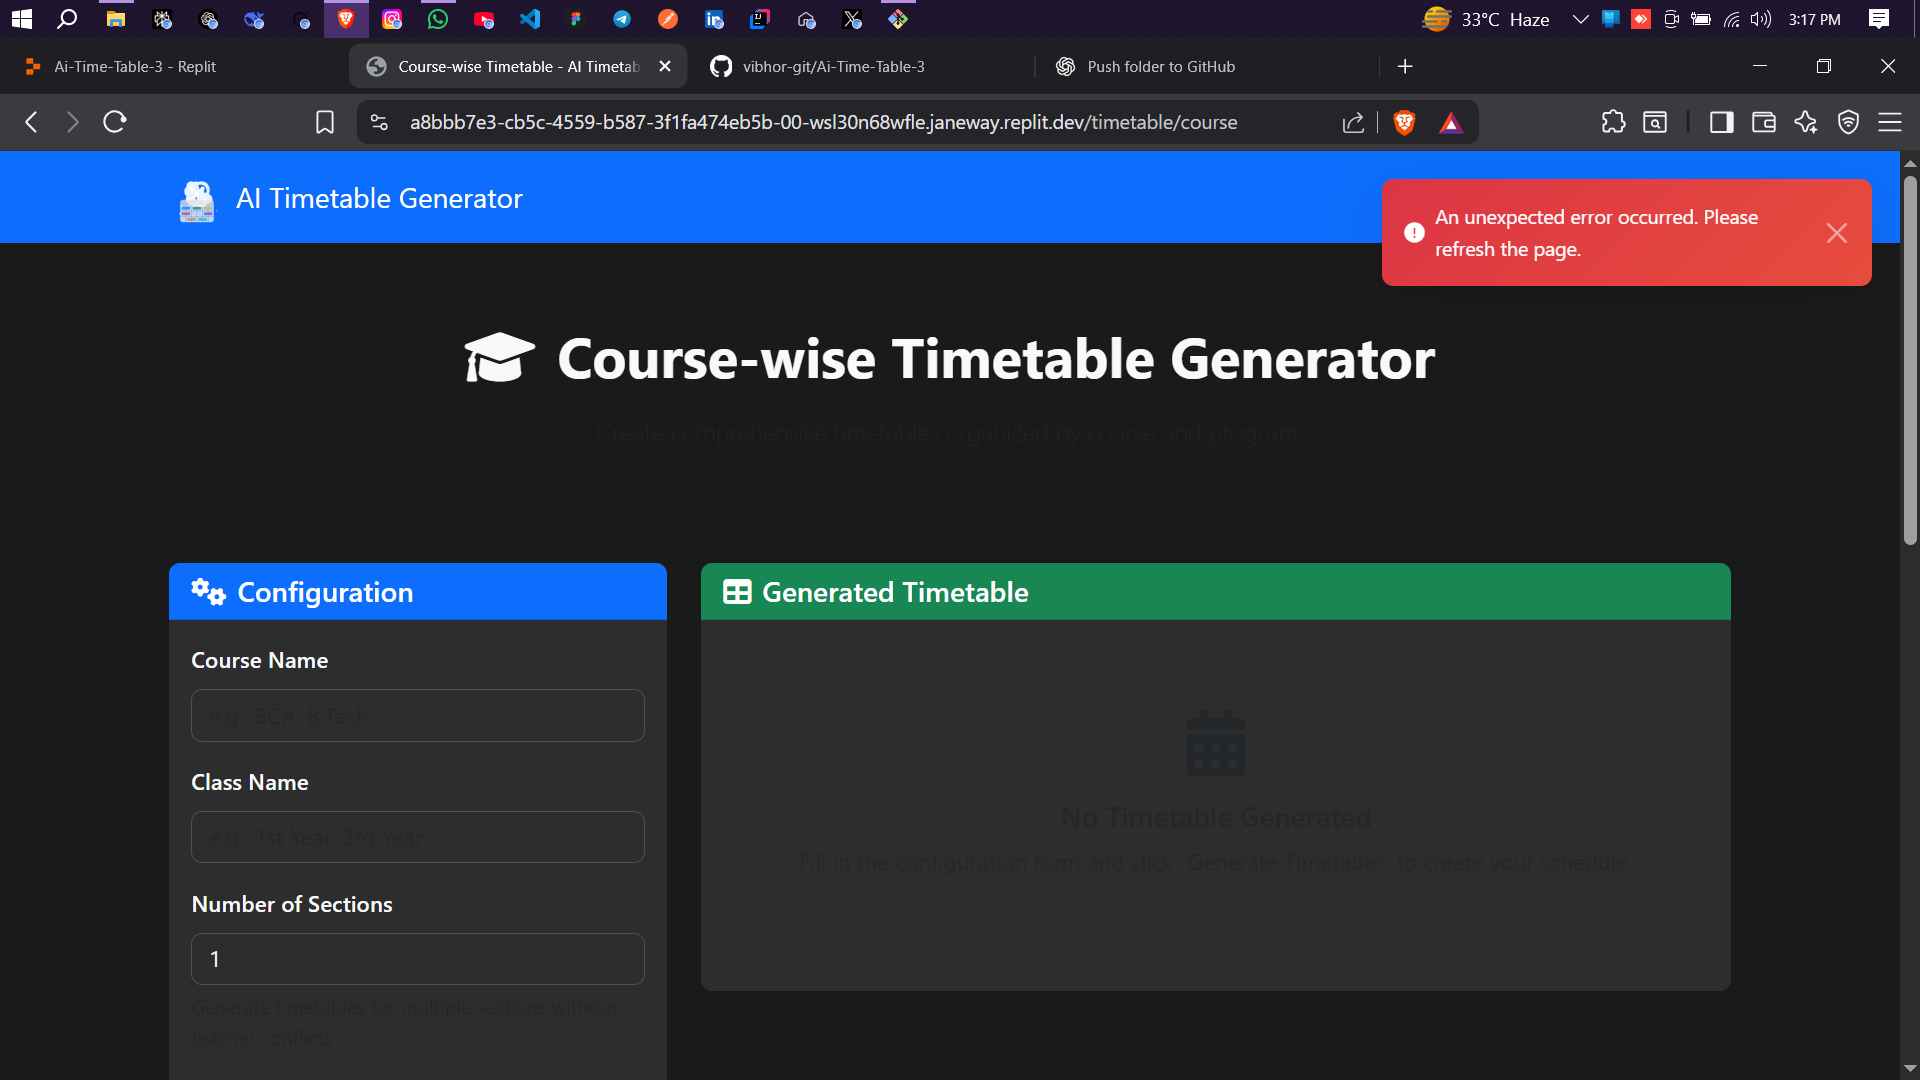 33°C Haze
3:17 PM
Ai-Time-Table-3 - Replit
Course-wise Timetable - AI Timetab
vibhor-git/Ai-Time-Table-3
Push folder to GitHub
a8bbb7e3-cb5c-4559-b587-3f1fa474eb5b-00-wsl30n68wfle.janeway.replit.dev/timetable/course
AI Timetable Generator
An unexpected error occurred. Please
refresh the page.
Course-wise Timetable Generator
Create comprehensive timetables organized by course and program.
Configuration
Course Name
e.g., BCA, B.Tech
Class Name
e.g., 1st Year, 3rd Year
Number of Sections
1
Generate timetables for multiple sections without
teacher conflicts
Generated Timetable
No Timetable Generated
Fill in the configuration form and click "Generate Timetable" to create your schedule.